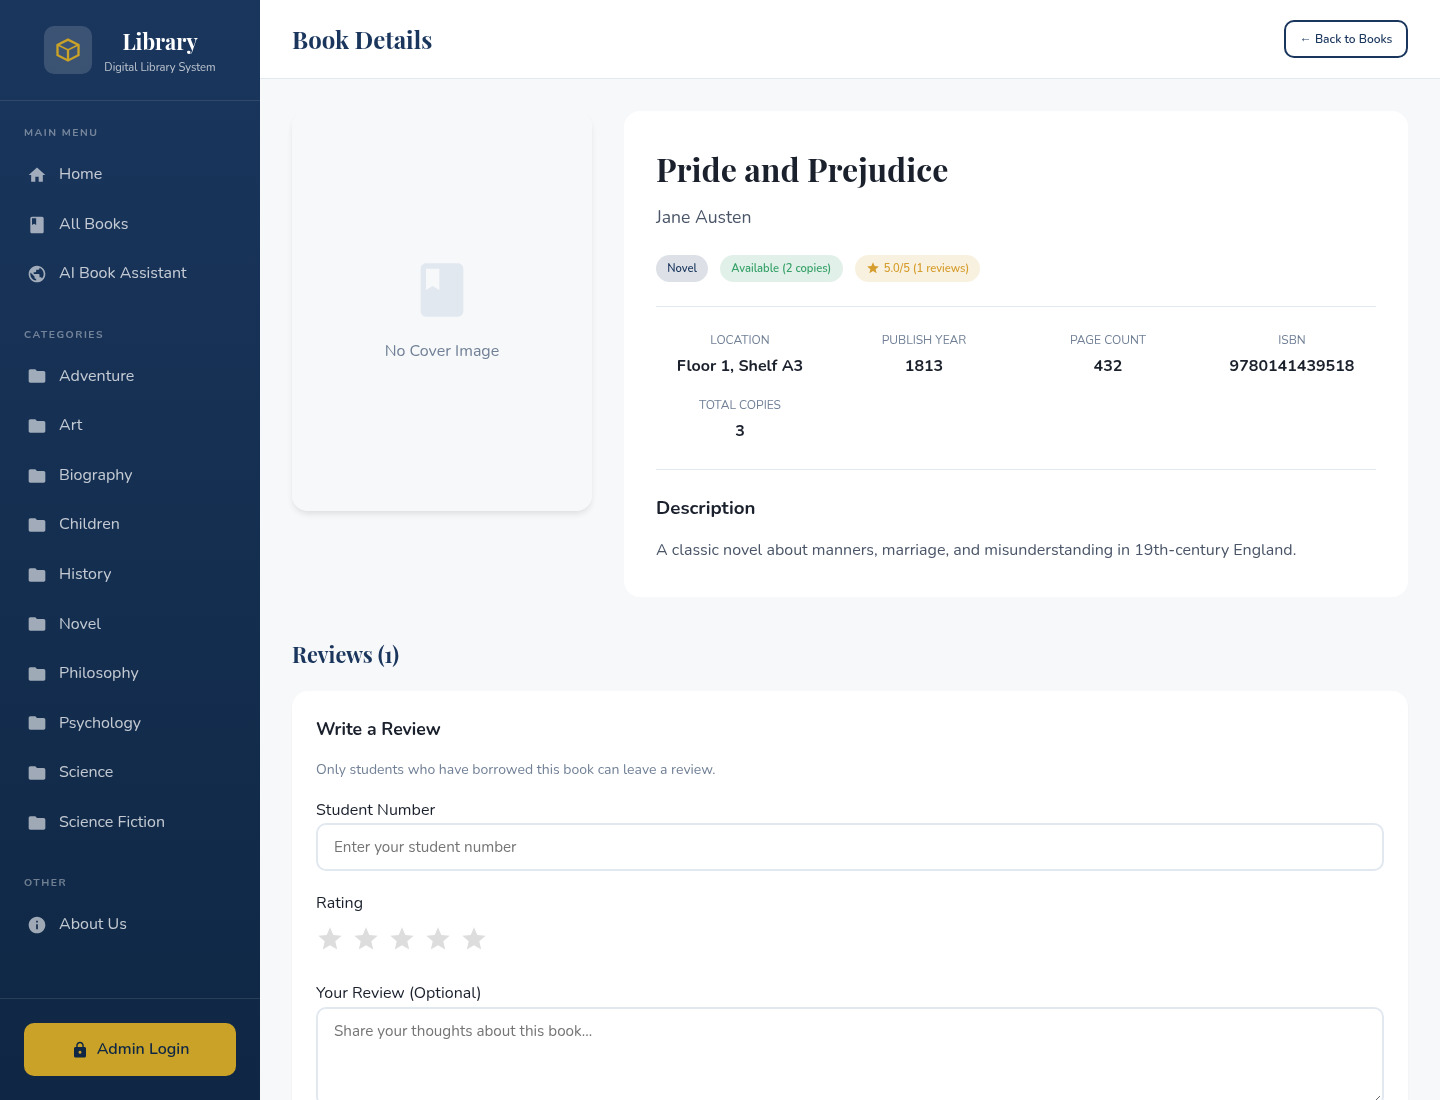 Library
Digital Library System
MAIN MENU
Home
All Books
AI Book Assistant
CATEGORIES
Adventure
Art
Biography
Children
History
Novel
Philosophy
Psychology
Science
Science Fiction
OTHER
About Us
Admin Login
Book Details
← Back to Books
No Cover Image
Pride and Prejudice
Jane Austen
Novel
Available (2 copies)
5.0/5 (1 reviews)
LOCATION
Floor 1, Shelf A3
PUBLISH YEAR
1813
PAGE COUNT
432
ISBN
9780141439518
TOTAL COPIES
3
Description
A classic novel about manners, marriage, and misunderstanding in 19th-century England.
Reviews (1)
Write a Review
Only students who have borrowed this book can leave a review.
Student Number
Enter your student number
Rating
Your Review (Optional)
Share your thoughts about this book...